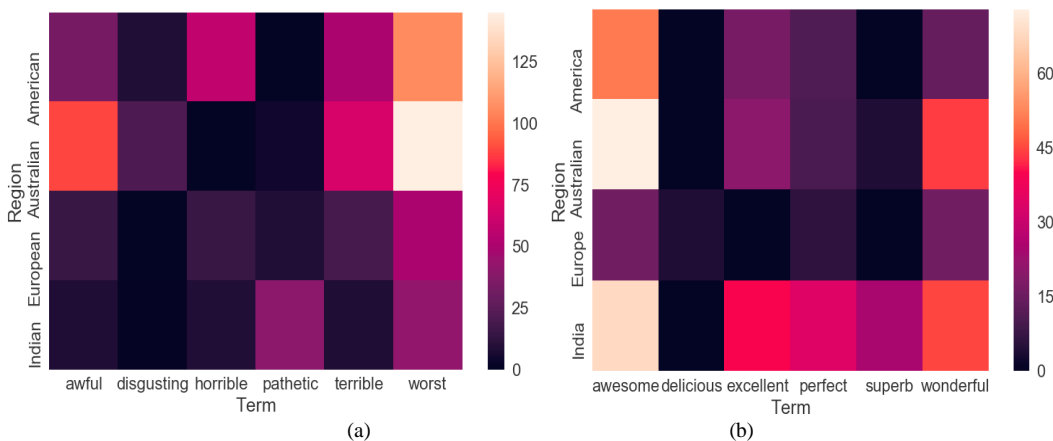 Region
American
Australian
European
Indian
awful disgusting horrible pathetic terrible worst
Term
125
100
75
50
25
0
(a)
Region
America
Australian
Europe
India
awesome delicious excellent perfect superb wonderful
Term
60
45
30
15
0
(b)